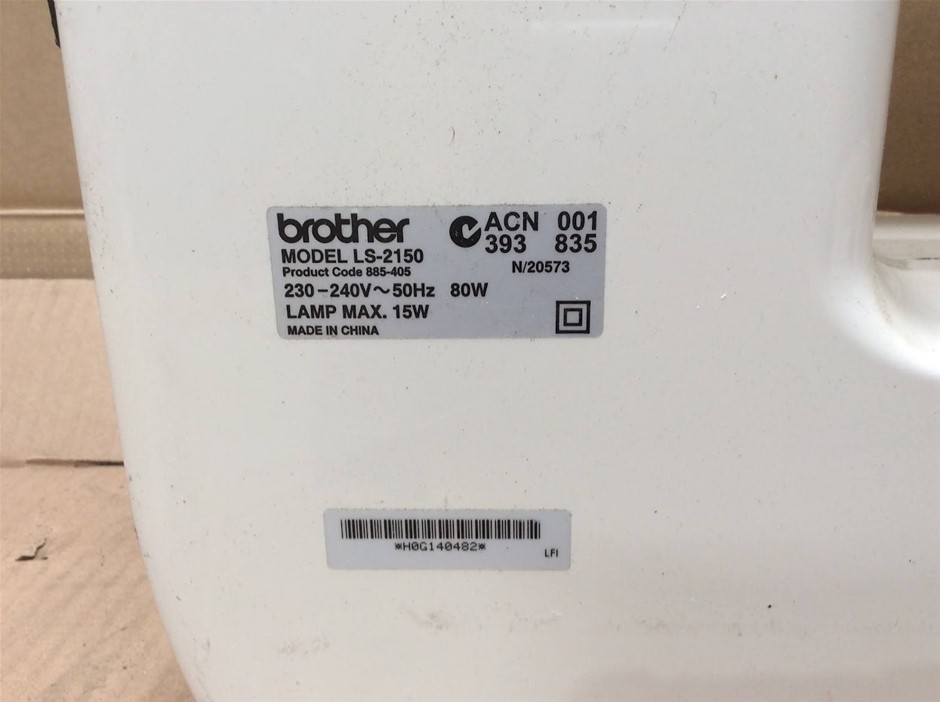 brother
MODEL LS-2150
Product Code 885-405
230-240V~50Hz 80W
LAMP MAX. 15W
MADE IN CHINA
ACN 001
393 835
N/20573
*H0G140482*
LFI